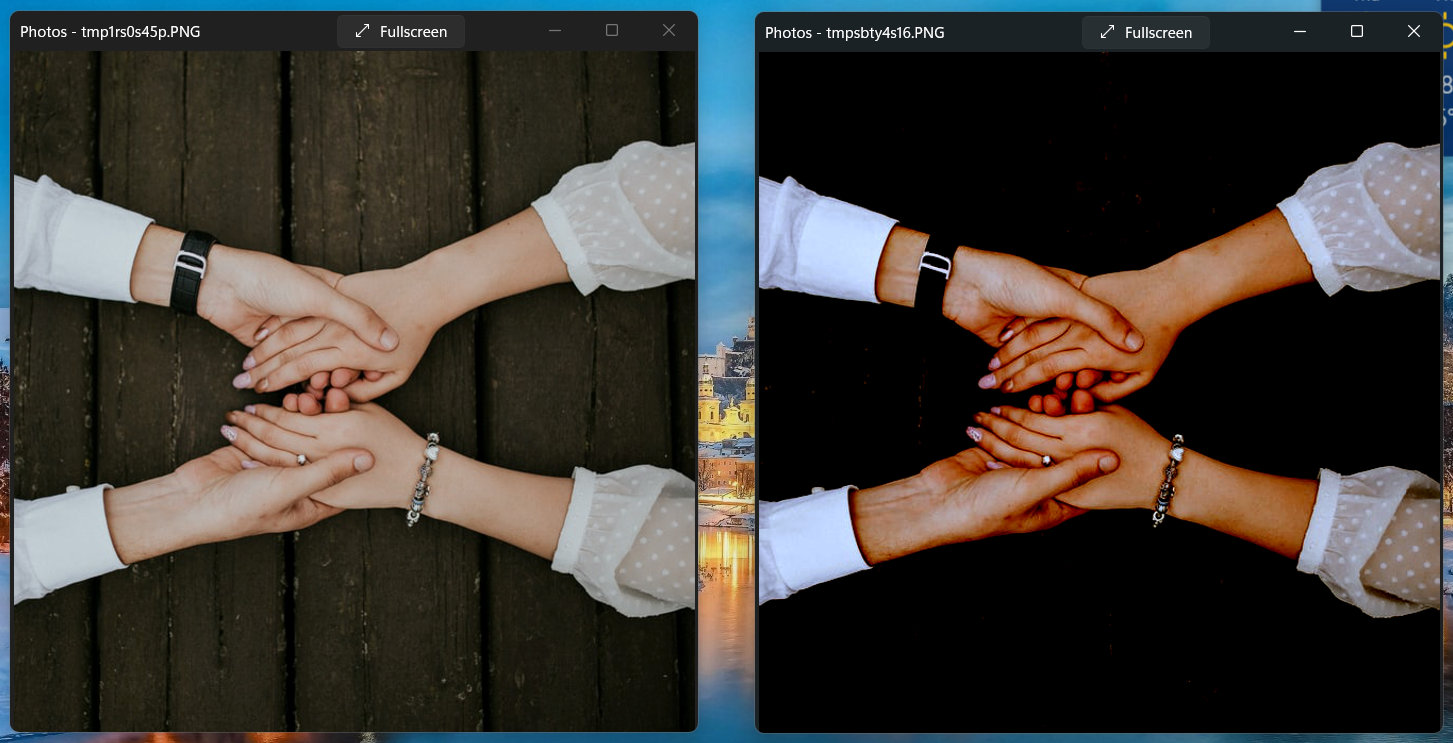 Photos - tmp1rs0s45p.PNG
Fullscreen
Photos - tmpsbty4s16.PNG
Fullscreen